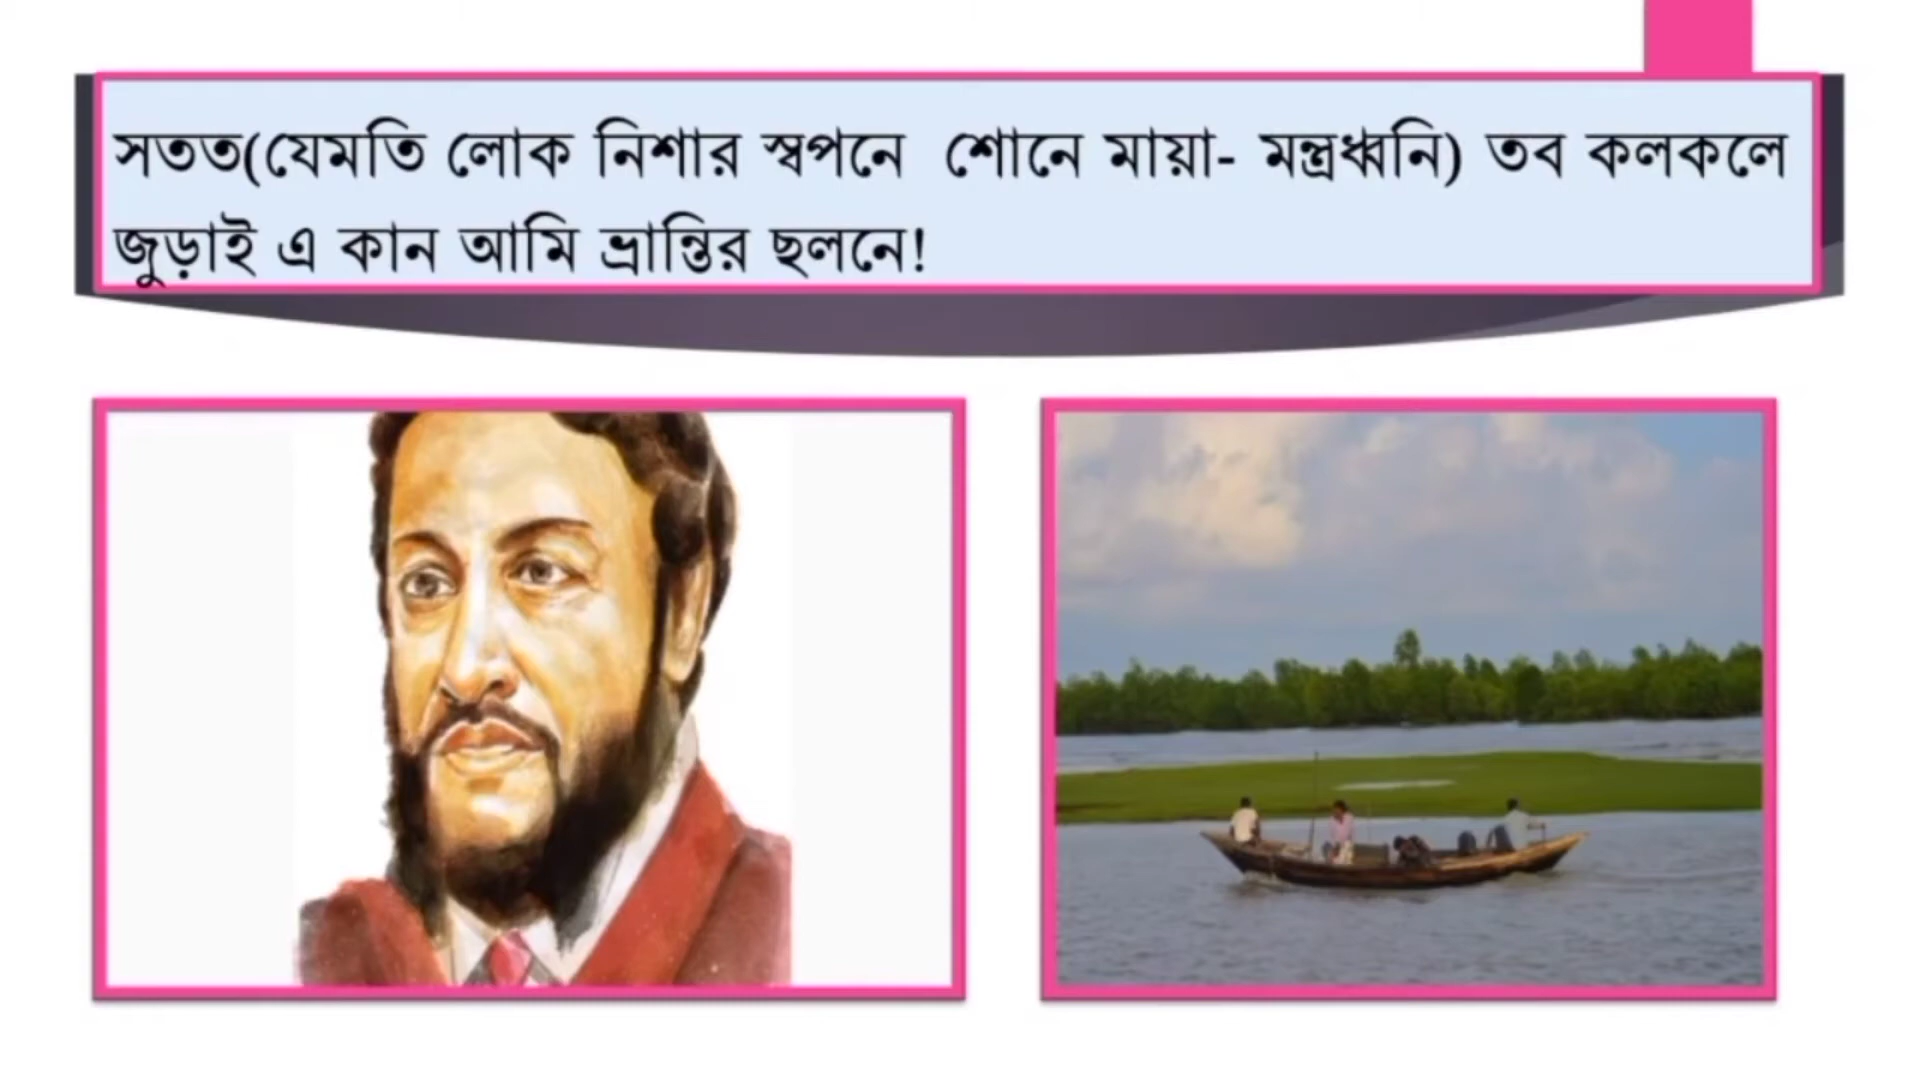 সতত(যেমতি লোক নিশার স্বপনে শোনে মায়া- মন্ত্রধ্বনি) তব কলকলে
জুড়াই এ কান আমি ভ্রান্তির ছলনে!